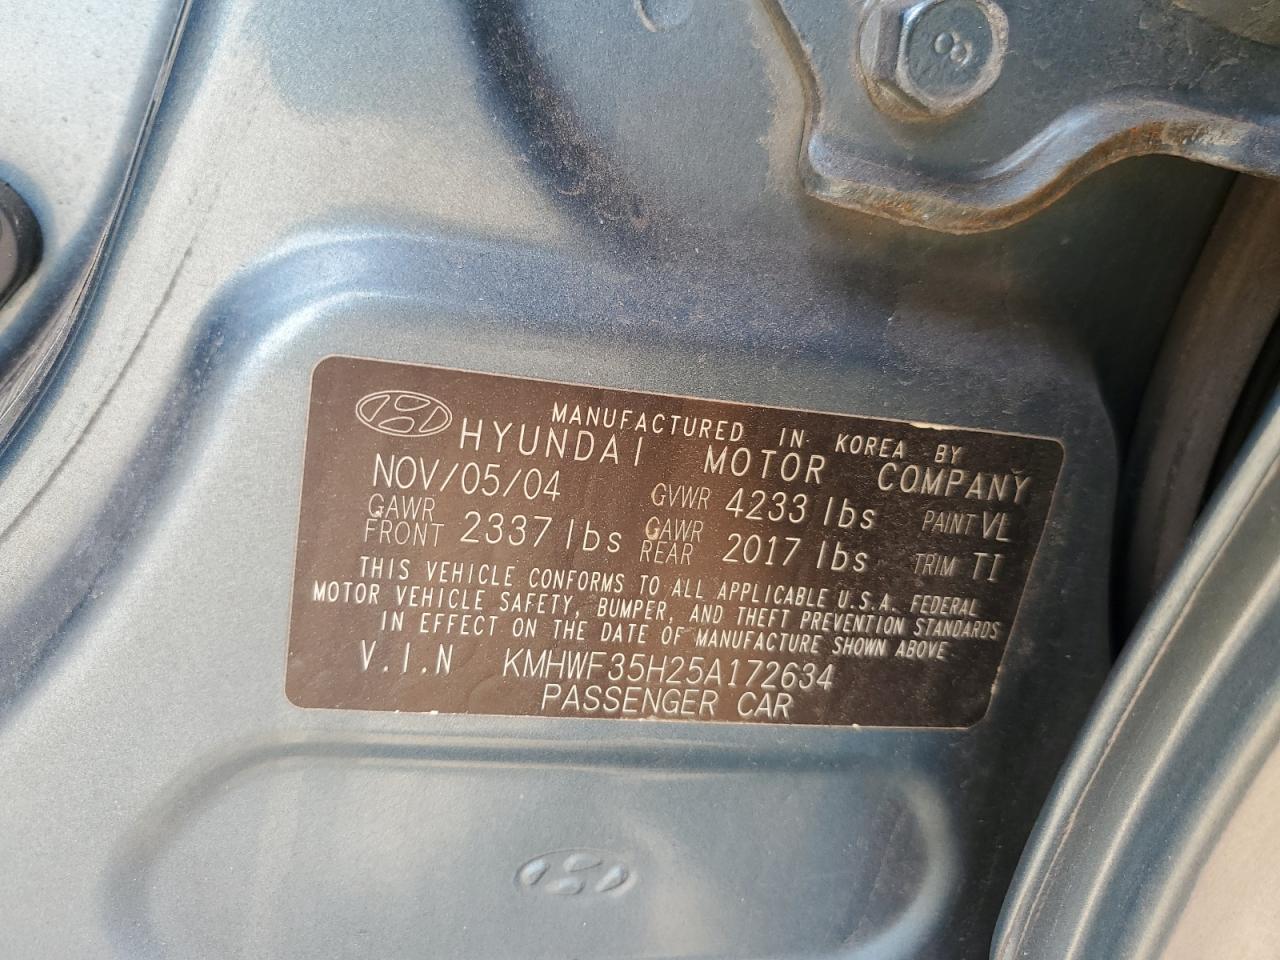 8
MANUFACTURED IN KOREA BY
HYUNDAI MOTOR COMPANY
NOV/05/04 GVWR 4233 lbs PAINT VL
GAWR FRONT 2337 lbs GAWR REAR 2017 lbs TRIM TI
THIS VEHICLE CONFORMS TO ALL APPLICABLE U.S.A. FEDERAL
MOTOR VEHICLE SAFETY, BUMPER, AND THEFT PREVENTION STANDARDS
IN EFFECT ON THE DATE OF MANUFACTURE SHOWN ABOVE
V.I.N KMHWF35H25A172634
PASSENGER CAR